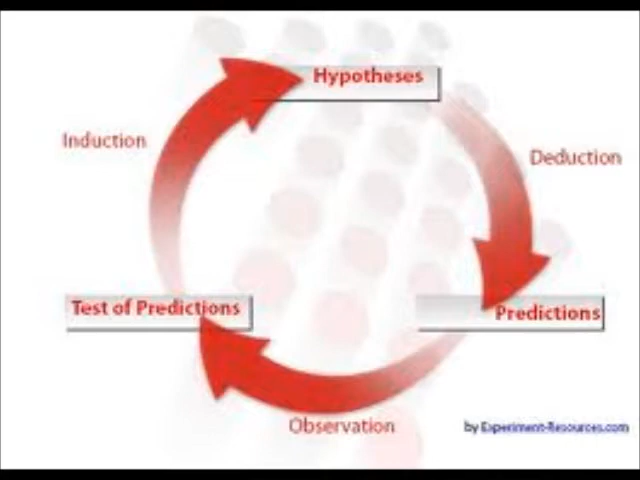 Hypotheses
Induction
Deduction
Test of Predictions
Predictions
Observation
by Experiment-Resources.com